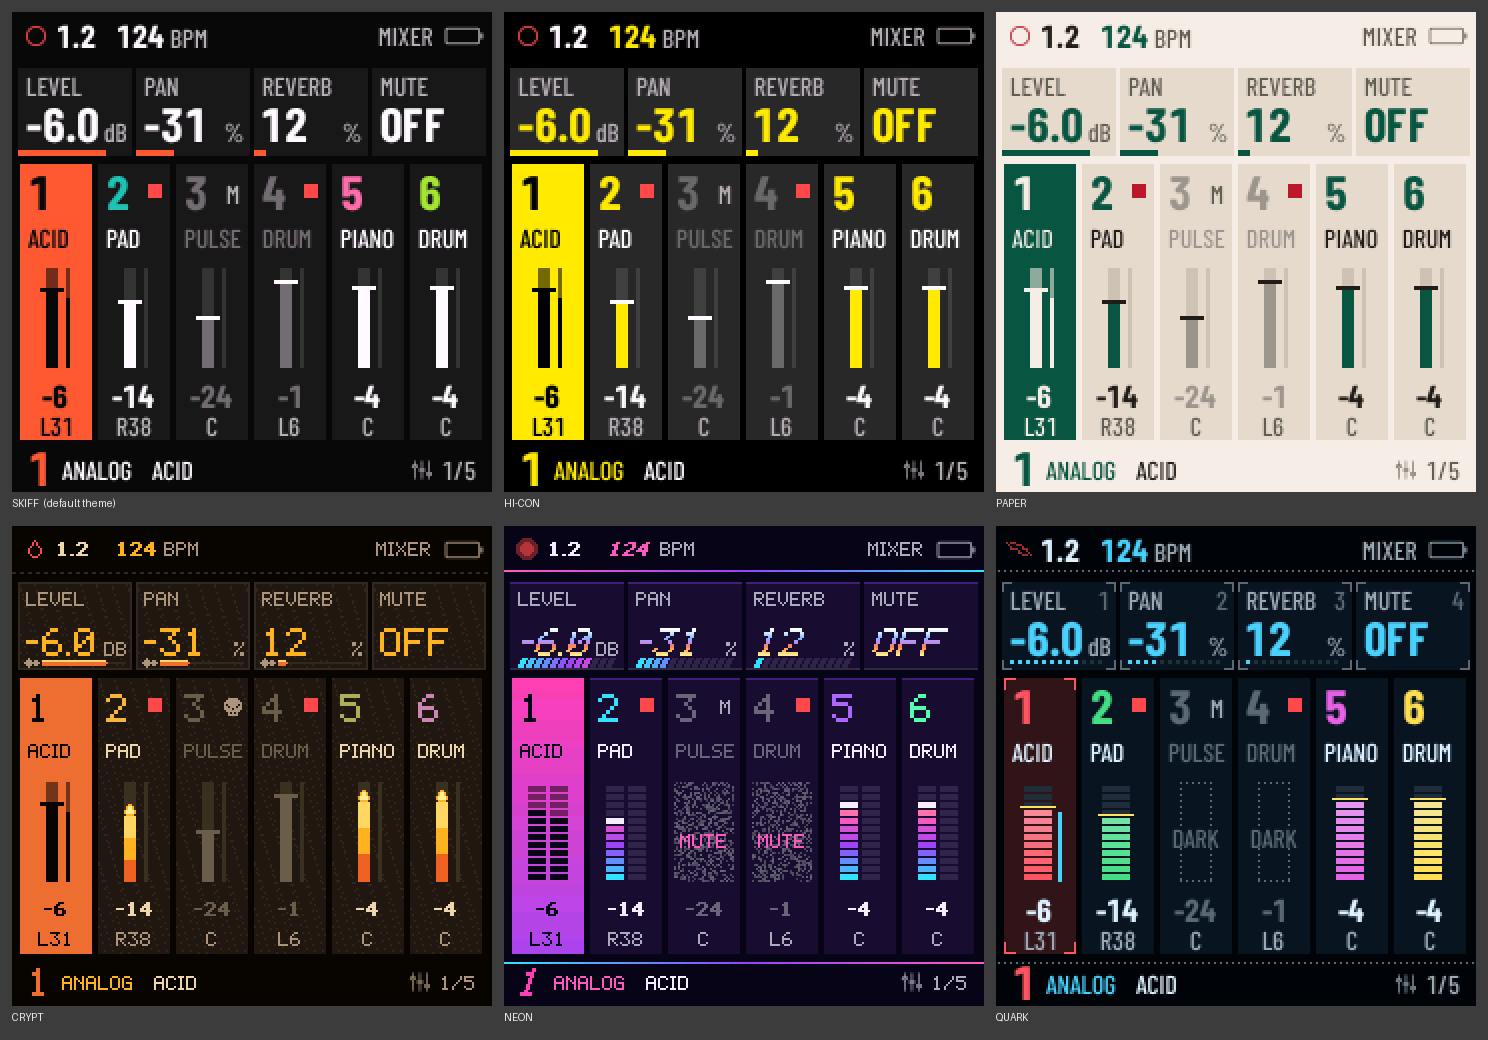 1.2 124 BPM MIXER
LEVEL PAN REVERB MUTE
-6.0 dB -31 % 12 % OFF
1 2 3 M 4 5 6
ACID PAD PULSE DRUM PIANO DRUM
-6 -14 -24 -1 -4 -4
L31 R38 C L6 C C
1 ANALOG ACID 1/5
SKIFF (default theme)
1.2 124 BPM MIXER
LEVEL PAN REVERB MUTE
-6.0 dB -31 % 12 % OFF
1 2 3 M 4 5 6
ACID PAD PULSE DRUM PIANO DRUM
-6 -14 -24 -1 -4 -4
L31 R38 C L6 C C
1 ANALOG ACID 1/5
HI-CON
1.2 124 BPM MIXER
LEVEL PAN REVERB MUTE
-6.0 dB -31 % 12 % OFF
1 2 3 M 4 5 6
ACID PAD PULSE DRUM PIANO DRUM
-6 -14 -24 -1 -4 -4
L31 R38 C L6 C C
1 ANALOG ACID 1/5
PAPER
1.2 124 BPM MIXER
LEVEL PAN REVERB MUTE
-6.0 DB -31 % 12 % OFF
1 2 3 4 5 6
ACID PAD PULSE DRUM PIANO DRUM
-6 -14 -24 -1 -4 -4
L31 R38 C L6 C C
1 ANALOG ACID 1/5
CRYPT
1.2 124 BPM MIXER
LEVEL PAN REVERB MUTE
-6.0 DB -31 % 12 % OFF
1 2 3 M 4 5 6
ACID PAD PULSE DRUM PIANO DRUM
MUTE MUTE
-6 -14 -24 -1 -4 -4
L31 R38 C L6 C C
1 ANALOG ACID 1/5
NEON
1.2 124 BPM MIXER
LEVEL 1 PAN 2 REVERB 3 MUTE 4
-6.0 dB -31 % 12 % OFF
1 2 3 M 4 5 6
ACID PAD PULSE DRUM PIANO DRUM
DARK DARK
-6 -14 -24 -1 -4 -4
L31 R38 C L6 C C
1 ANALOG ACID 1/5
QUARK